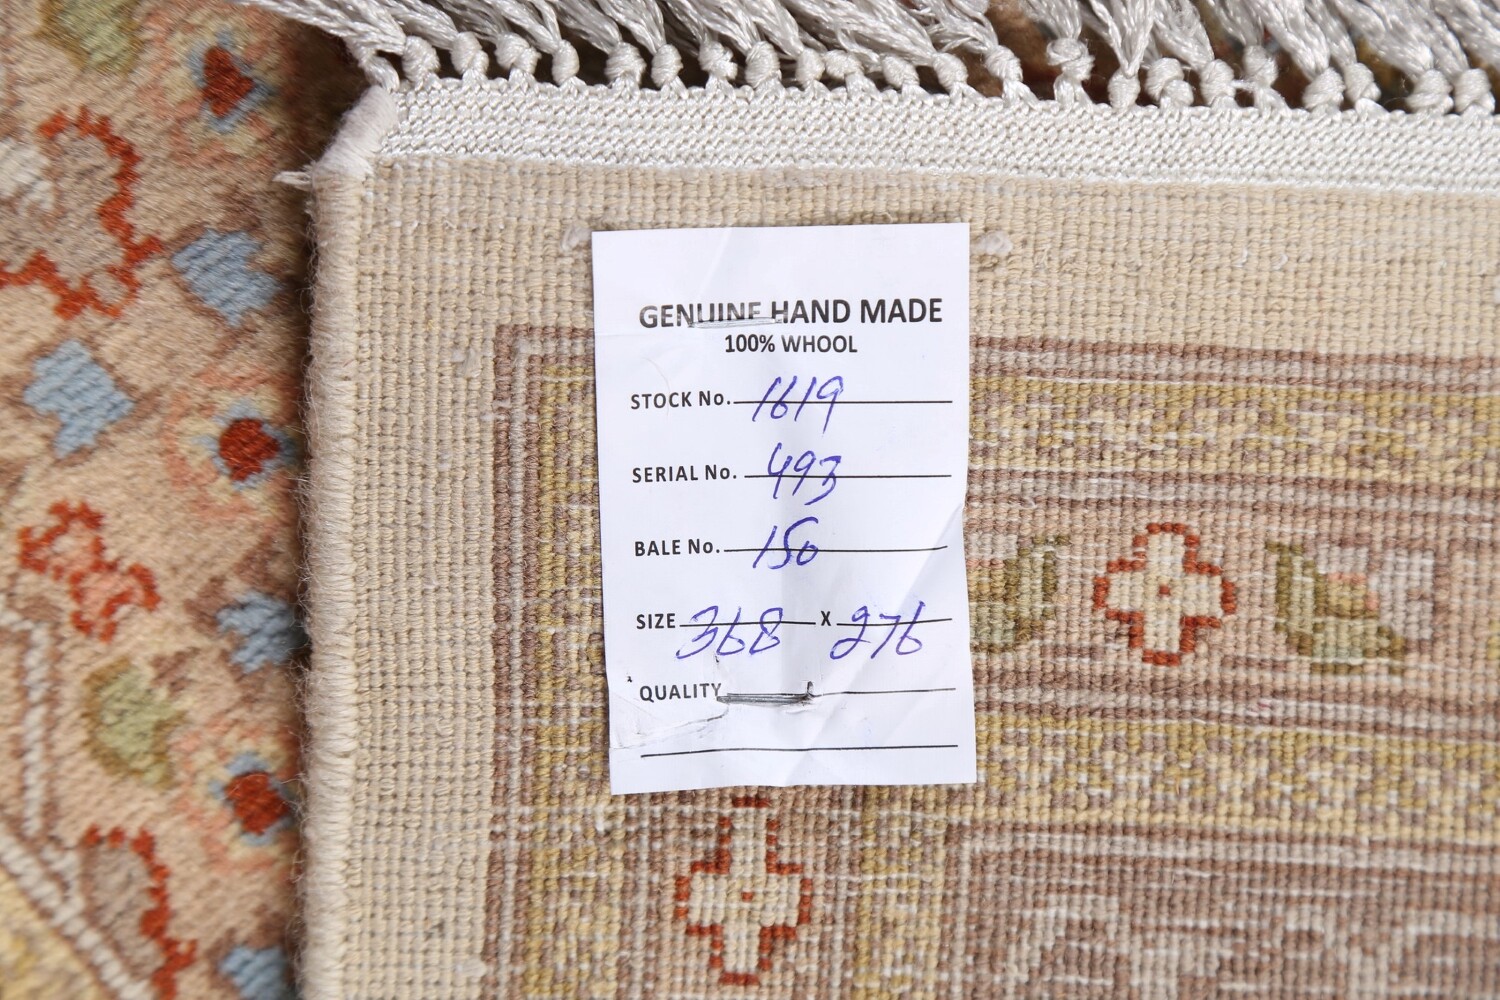 GENUINE HAND MADE
100% WHOOL
STOCK No. 1619
SERIAL No. 493
BALE No. 150
SIZE 368 X 276
QUALITY